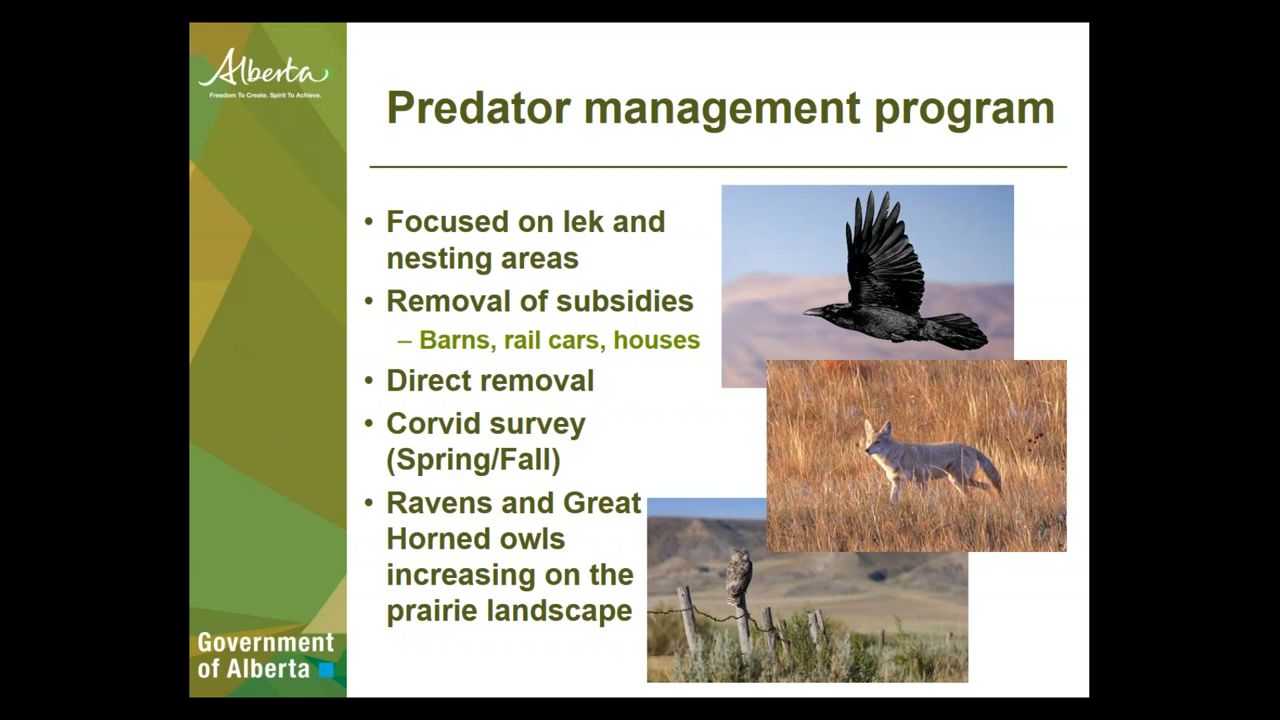 Alberta
Freedom To Create. Spirit To Achieve.
Predator management program
• Focused on lek and
nesting areas
• Removal of subsidies
– Barns, rail cars, houses
• Direct removal
• Corvid survey
(Spring/Fall)
• Ravens and Great
Horned owls
increasing on the
prairie landscape
Government
of Alberta